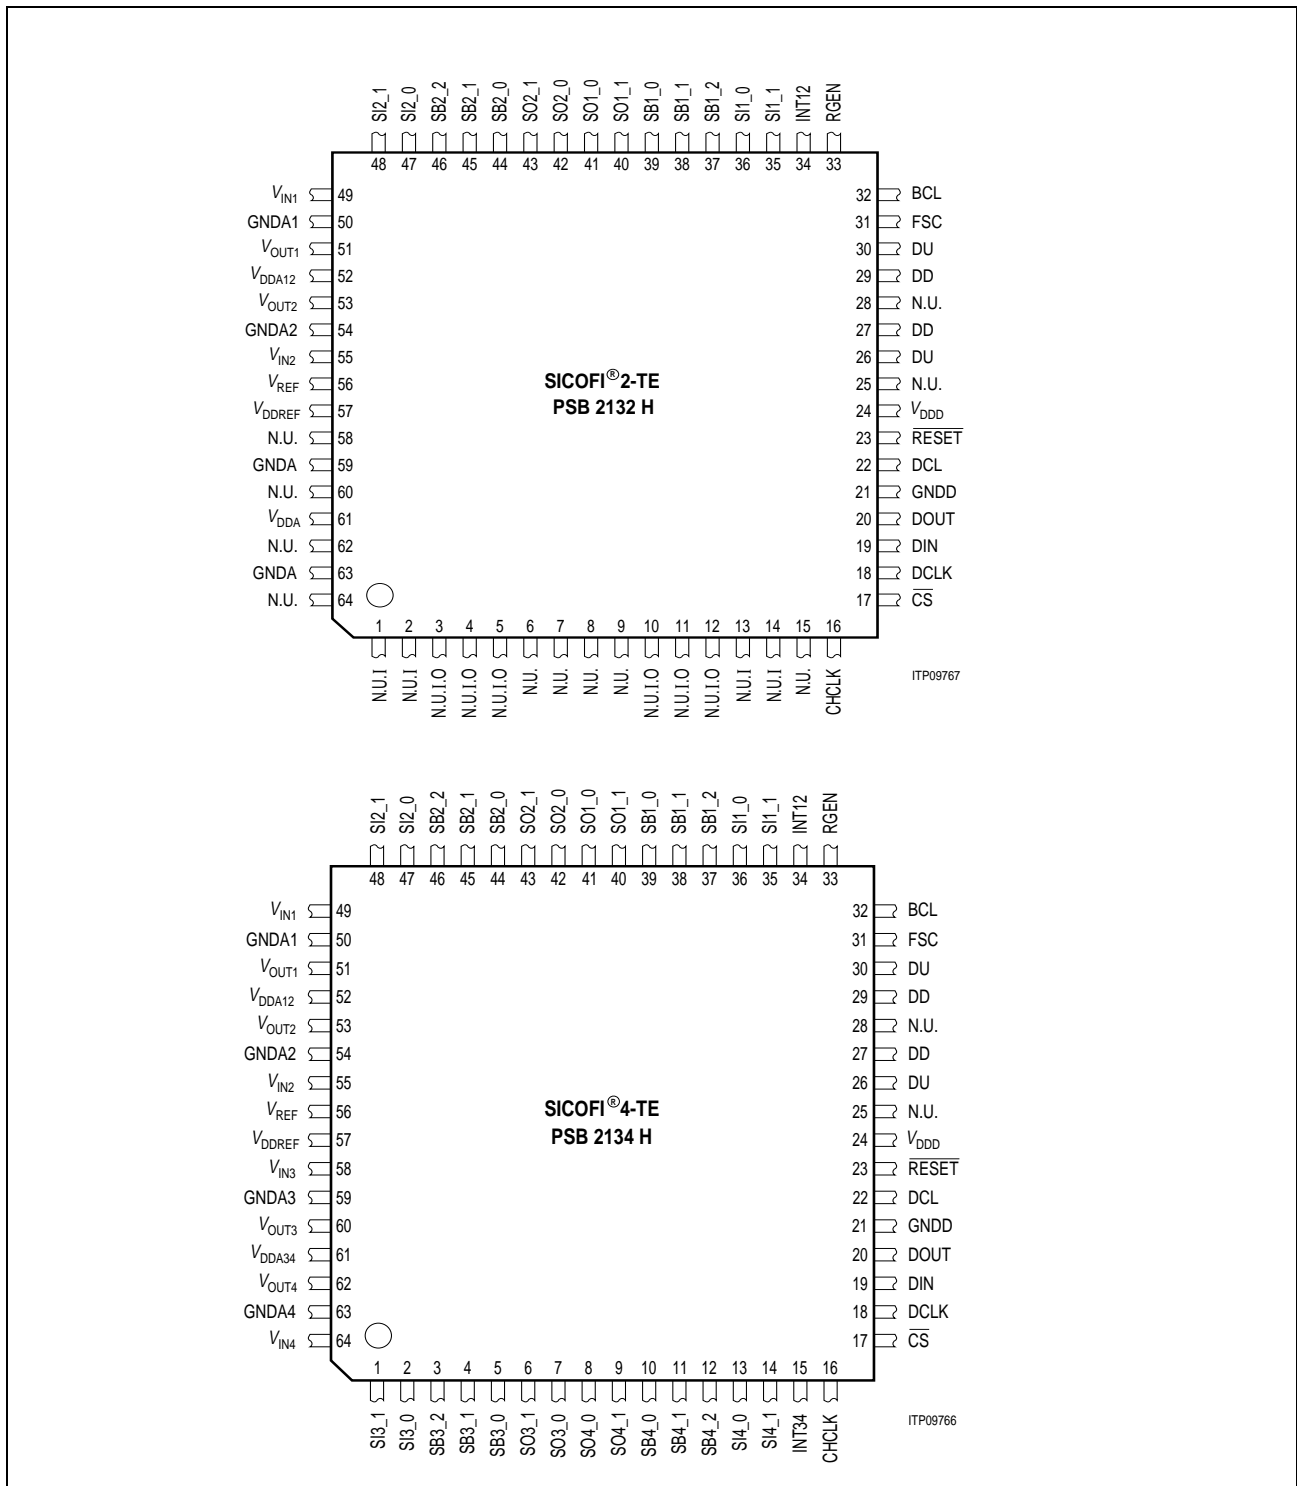 SI2_1
SI2_0
SB2_2
SB2_1
SB2_0
SO2_1
SO2_0
SO1_0
SO1_1
SB1_0
SB1_1
SB1_2
SI1_0
SI1_1
INT12
RGEN
48 47 46 45 44 43 42 41 40 39 38 37 36 35 34 33
VIN1 49
GNDA1 50
VOUT1 51
VDDA12 52
VOUT2 53
GNDA2 54
VIN2 55
VREF 56
VDDREF 57
N.U. 58
GNDA 59
N.U. 60
VDDA 61
N.U. 62
GNDA 63
N.U. 64
SICOFI®2-TE
PSB 2132 H
32 BCL
31 FSC
30 DU
29 DD
28 N.U.
27 DD
26 DU
25 N.U.
24 VDDD
23 RESET
22 DCL
21 GNDD
20 DOUT
19 DIN
18 DCLK
17 CS
1 2 3 4 5 6 7 8 9 10 11 12 13 14 15 16
N.U.I
N.U.I
N.U.I.O
N.U.I.O
N.U.I.O
N.U.
N.U.
N.U.
N.U.
N.U.I.O
N.U.I.O
N.U.I.O
N.U.I
N.U.I
N.U.
CHCLK
ITP09767
SI2_1
SI2_0
SB2_2
SB2_1
SB2_0
SO2_1
SO2_0
SO1_0
SO1_1
SB1_0
SB1_1
SB1_2
SI1_0
SI1_1
INT12
RGEN
48 47 46 45 44 43 42 41 40 39 38 37 36 35 34 33
VIN1 49
GNDA1 50
VOUT1 51
VDDA12 52
VOUT2 53
GNDA2 54
VIN2 55
VREF 56
VDDREF 57
VIN3 58
GNDA3 59
VOUT3 60
VDDA34 61
VOUT4 62
GNDA4 63
VIN4 64
SICOFI®4-TE
PSB 2134 H
32 BCL
31 FSC
30 DU
29 DD
28 N.U.
27 DD
26 DU
25 N.U.
24 VDDD
23 RESET
22 DCL
21 GNDD
20 DOUT
19 DIN
18 DCLK
17 CS
1 2 3 4 5 6 7 8 9 10 11 12 13 14 15 16
SI3_1
SI3_0
SB3_2
SB3_1
SB3_0
SO3_1
SO3_0
SO4_0
SO4_1
SB4_0
SB4_1
SB4_2
SI4_0
SI4_1
INT34
CHCLK
ITP09766